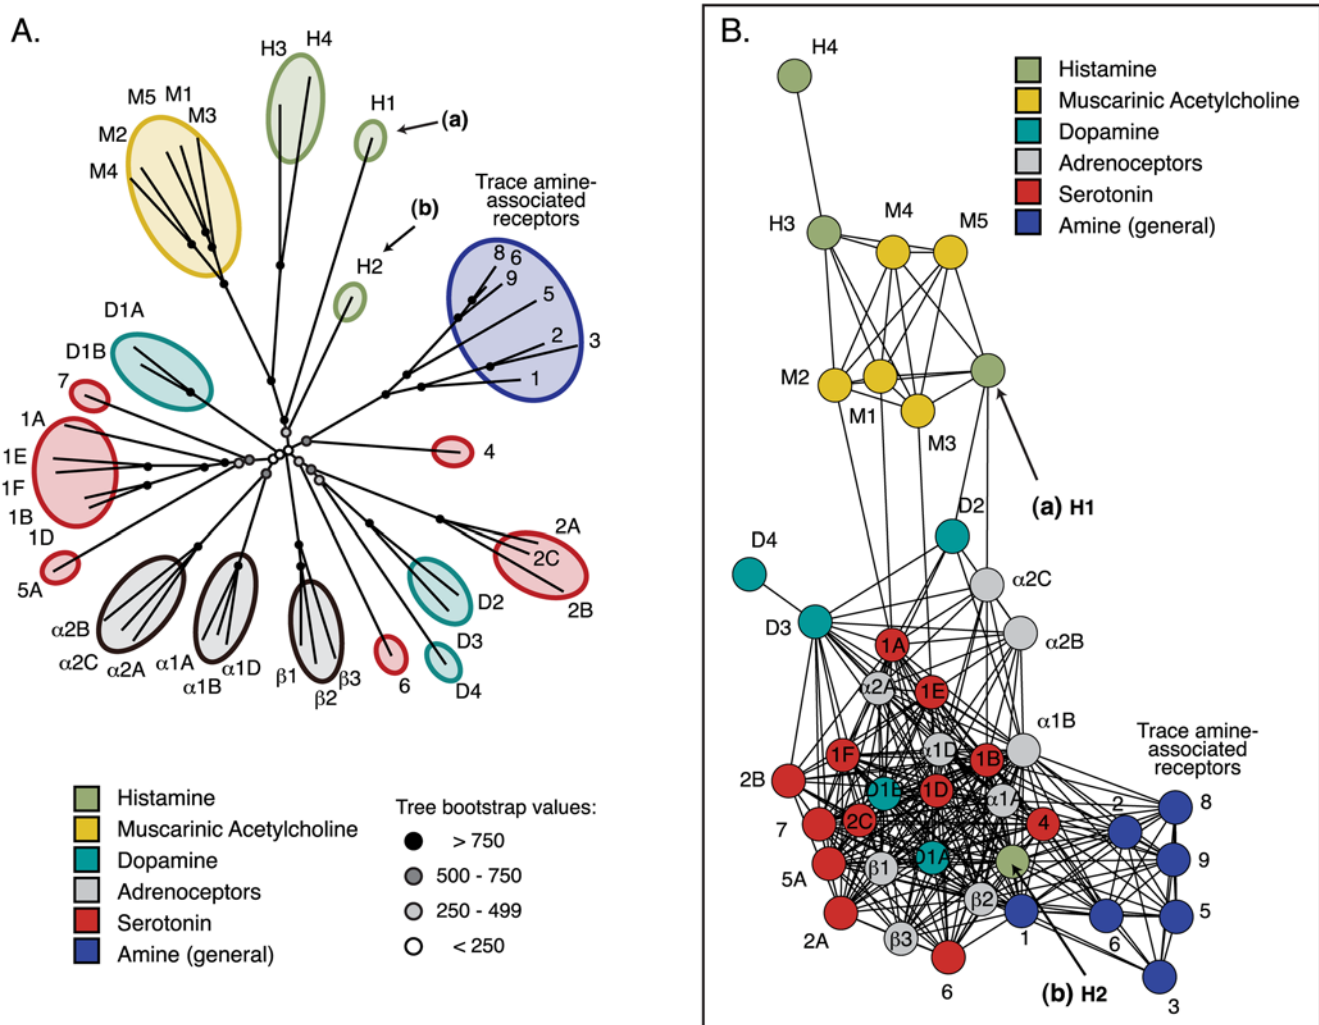 A.
H3
H4
M5
M1
M3
M2
M4
H1
(a)
(b)
H2
Trace amine-
associated
receptors
8
6
9
5
2
3
1
D1A
D1B
7
1A
1E
1F
1B
1D
5A
4
2A
2C
2B
α2B
α2C
α2A
α1A
α1B
α1D
β1
β2
β3
6
D2
D3
D4
Histamine
Muscarinic Acetylcholine
Dopamine
Adrenoceptors
Serotonin
Amine (general)
Tree bootstrap values:
> 750
500 - 750
250 - 499
< 250
B.
H4
Histamine
Muscarinic Acetylcholine
Dopamine
Adrenoceptors
Serotonin
Amine (general)
H3
M4
M5
M2
M1
M3
(a) H1
D2
D4
α2C
D3
α2B
1A
α2A
1E
α1B
1F
α1D
1B
2B
D1B
1D
α1A
7
2C
4
5A
β1
D1A
2A
β2
β3
6
1
(b) H2
Trace amine-
associated
receptors
2
8
9
5
6
3